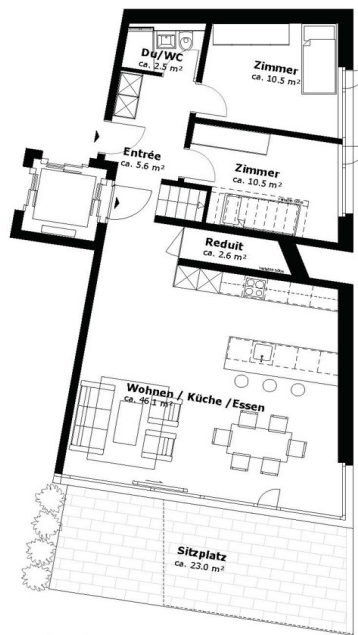 Du/WC
ca. 2.5 m²
Zimmer
ca. 10.5 m²
Entrée
ca. 5.6 m²
Zimmer
ca. 10.5 m²
Reduit
ca. 2.6 m²
Wohnen / Küche /Essen
ca. 46.1 m²
Sitzplatz
ca. 23.0 m²